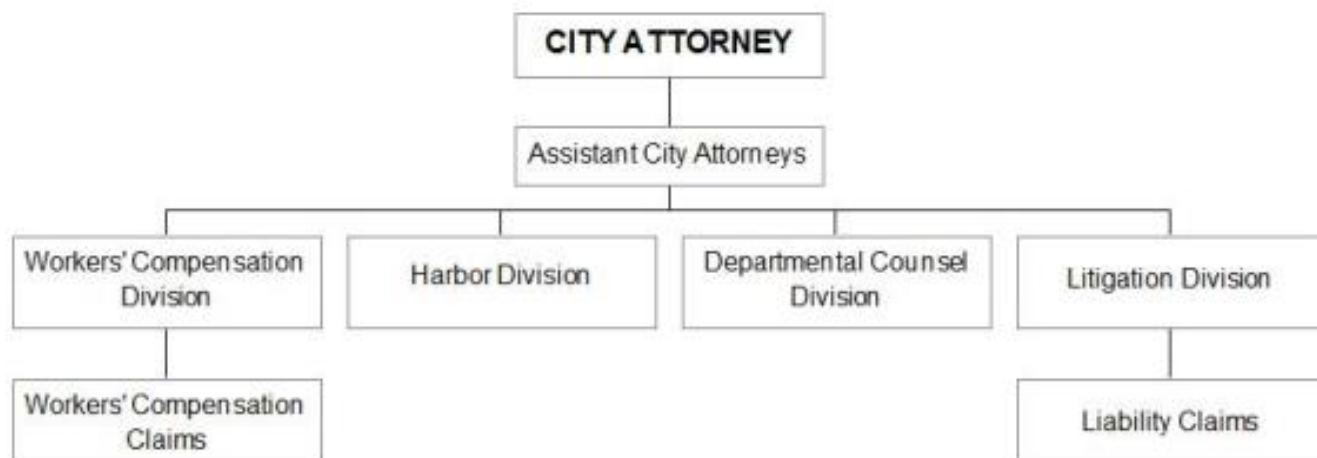 CITY ATTORNEY
Assistant City Attorneys
Workers' Compensation
Division
Harbor Division
Departmental Counsel
Division
Litigation Division
Workers' Compensation
Claims
Liability Claims